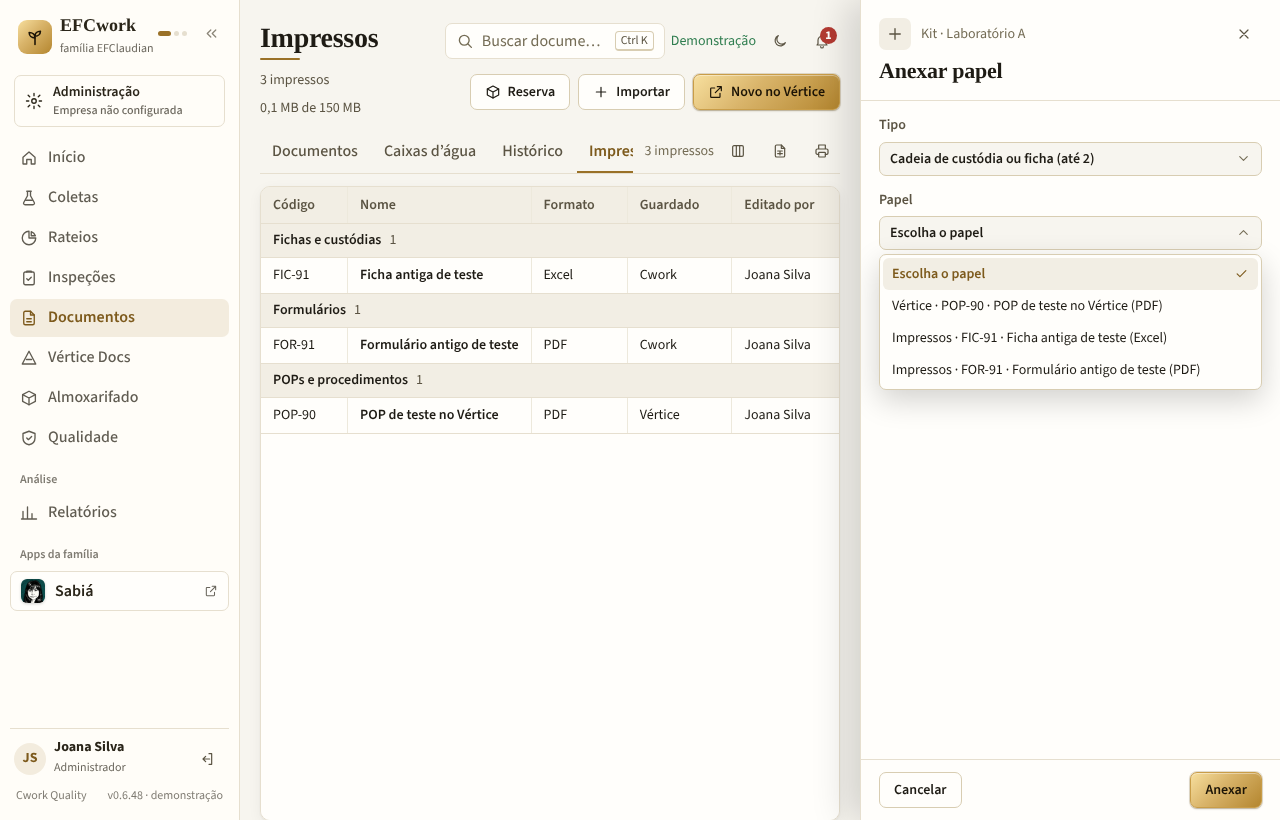 EFCwork
família EFClaudian
Administração
Empresa não configurada
Início
Coletas
Rateios
Inspeções
Documentos
Vértice Docs
Almoxarifado
Qualidade
Análise
Relatórios
Apps da família
Sabiá
JS
Joana Silva
Administrador
Cwork Quality
v0.6.48 · demonstração
Impressos
Buscar docume…
Ctrl K
Demonstração
1
3 impressos
0,1 MB de 150 MB
Reserva
Importar
Novo no Vértice
Documentos
Caixas d’água
Histórico
Impres
3 impressos
Código Nome Formato Guardado Editado por
Fichas e custódias 1
FIC-91 Ficha antiga de teste Excel Cwork Joana Silva
Formulários 1
FOR-91 Formulário antigo de teste PDF Cwork Joana Silva
POPs e procedimentos 1
POP-90 POP de teste no Vértice PDF Vértice Joana Silva
Kit · Laboratório A
Anexar papel
Tipo
Cadeia de custódia ou ficha (até 2)
Papel
Escolha o papel
Escolha o papel
Vértice · POP-90 · POP de teste no Vértice (PDF)
Impressos · FIC-91 · Ficha antiga de teste (Excel)
Impressos · FOR-91 · Formulário antigo de teste (PDF)
Cancelar
Anexar